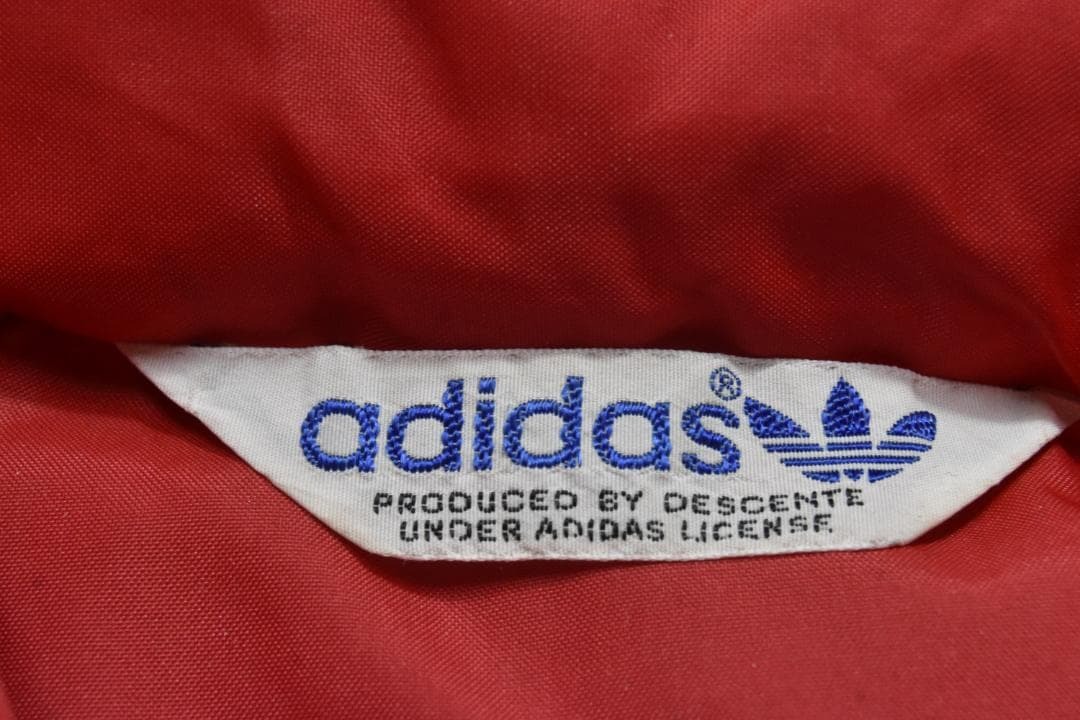 adidas®
PRODUCED BY DESCENTE
UNDER ADIDAS LICENSE